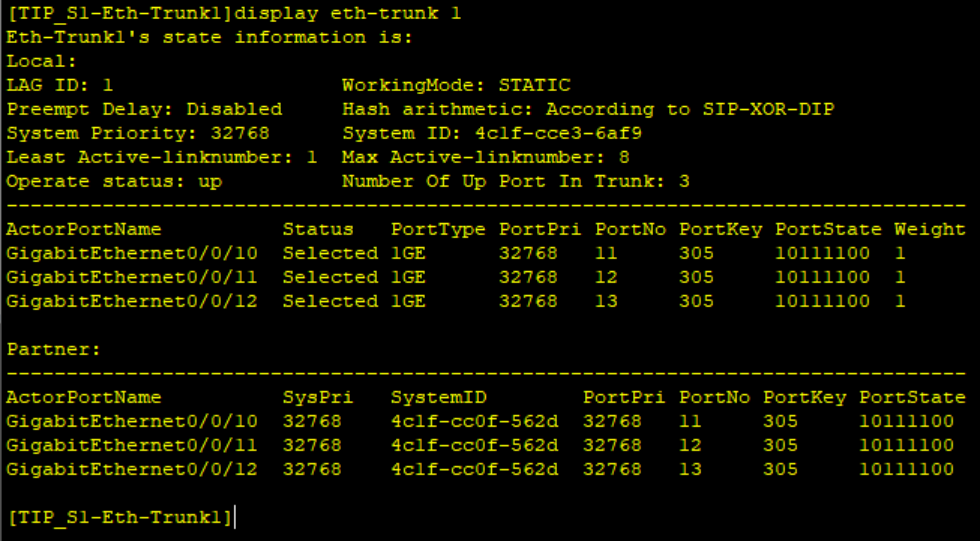 [TIP_S1-Eth-Trunk1]display eth-trunk 1
Eth-Trunk1's state information is:
Local:
LAG ID: 1                   WorkingMode: STATIC
Preempt Delay: Disabled     Hash arithmetic: According to SIP-XOR-DIP
System Priority: 32768      System ID: 4c1f-cce3-6af9
Least Active-linknumber: 1  Max Active-linknumber: 8
Operate status: up          Number Of Up Port In Trunk: 3
--------------------------------------------------------------------------------
ActorPortName          Status   PortType PortPri PortNo PortKey PortState Weight
GigabitEthernet0/0/10  Selected 1GE      32768   11     305     10111100  1
GigabitEthernet0/0/11  Selected 1GE      32768   12     305     10111100  1
GigabitEthernet0/0/12  Selected 1GE      32768   13     305     10111100  1
Partner:
--------------------------------------------------------------------------------
ActorPortName          SysPri   SystemID        PortPri PortNo PortKey PortState
GigabitEthernet0/0/10  32768    4c1f-cc0f-562d  32768   11     305     10111100
GigabitEthernet0/0/11  32768    4c1f-cc0f-562d  32768   12     305     10111100
GigabitEthernet0/0/12  32768    4c1f-cc0f-562d  32768   13     305     10111100
[TIP_S1-Eth-Trunk1]